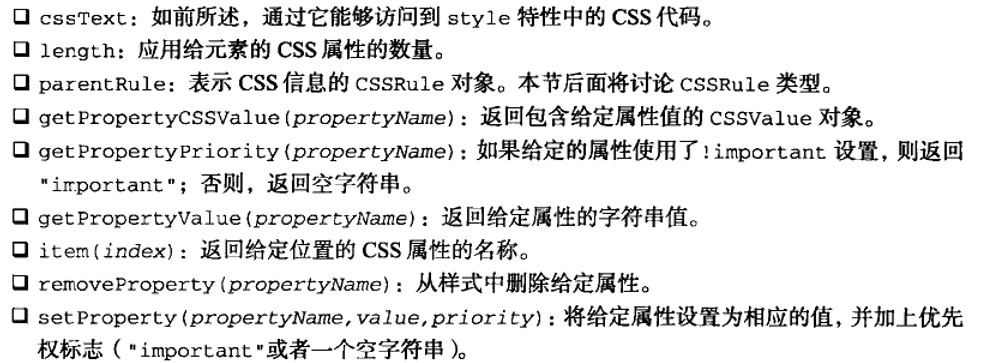 ❑ cssText：如前所述，通过它能够访问到 style 特性中的 CSS 代码。
❑ length：应用给元素的 CSS 属性的数量。
❑ parentRule：表示 CSS 信息的 CSSRule 对象。本节后面将讨论 CSSRule 类型。
❑ getPropertyCSSValue(propertyName)：返回包含给定属性值的 CSSValue 对象。
❑ getPropertyPriority(propertyName)：如果给定的属性使用了!important 设置，则返回
"important"；否则，返回空字符串。
❑ getPropertyValue(propertyName)：返回给定属性的字符串值。
❑ item(index)：返回给定位置的 CSS 属性的名称。
❑ removeProperty(propertyName)：从样式中删除给定属性。
❑ setProperty(propertyName,value,priority)：将给定属性设置为相应的值，并加上优先
权标志（"important"或者一个空字符串）。